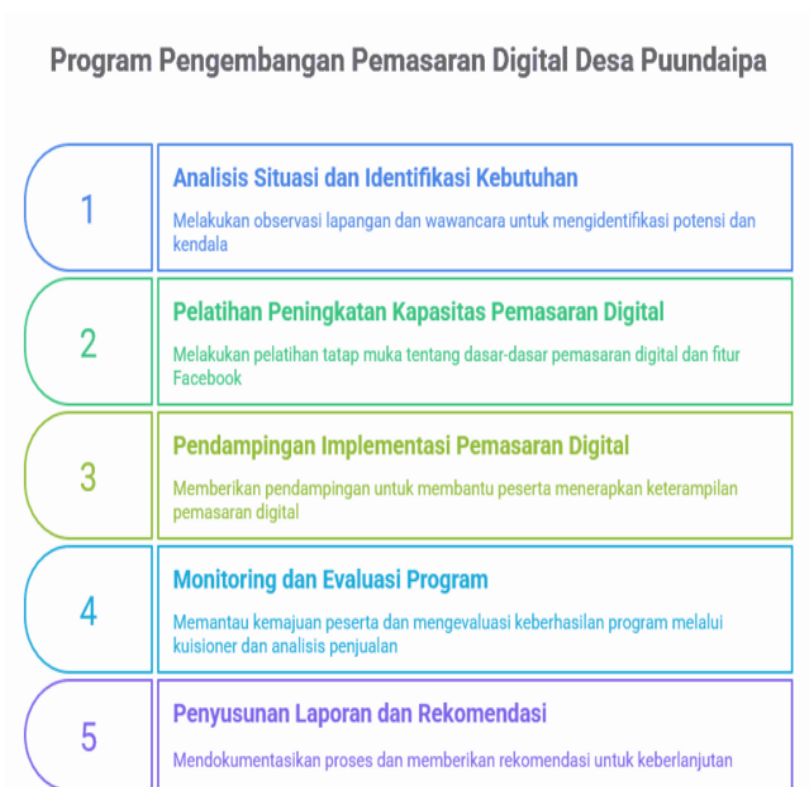 Program Pengembangan Pemasaran Digital Desa Puundaipa
1
Analisis Situasi dan Identifikasi Kebutuhan
Melakukan observasi lapangan dan wawancara untuk mengidentifikasi potensi dan
kendala
2
Pelatihan Peningkatan Kapasitas Pemasaran Digital
Melakukan pelatihan tatap muka tentang dasar-dasar pemasaran digital dan fitur
Facebook
3
Pendampingan Implementasi Pemasaran Digital
Memberikan pendampingan untuk membantu peserta menerapkan keterampilan
pemasaran digital
4
Monitoring dan Evaluasi Program
Memantau kemajuan peserta dan mengevaluasi keberhasilan program melalui
kuisioner dan analisis penjualan
5
Penyusunan Laporan dan Rekomendasi
Mendokumentasikan proses dan memberikan rekomendasi untuk keberlanjutan